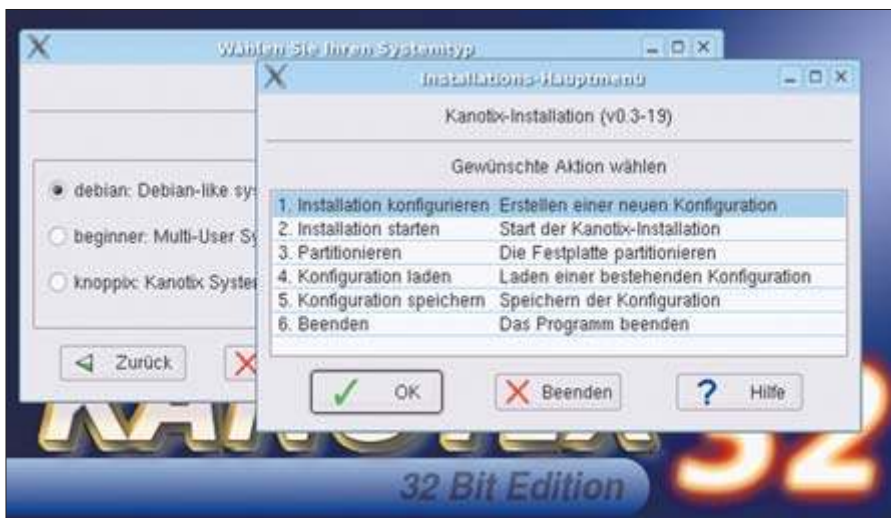 Wählen Sie Ihren Systemtyp
debian: Debian-like sy
beginner: Multi-User Sy
knoppix: Kanotix System
Zurück
Installations-Hauptmenü
Kanotix-Installation (v0.3-19)
Gewünschte Aktion wählen
1. Installation konfigurieren Erstellen einer neuen Konfiguration
2. Installation starten Start der Kanotix-Installation
3. Partitionieren Die Festplatte partitionieren
4. Konfiguration laden Laden einer bestehenden Konfiguration
5. Konfiguration speichern Speichern der Konfiguration
6. Beenden Das Programm beenden
OK Beenden Hilfe
KANOTIX 32
32 Bit Edition